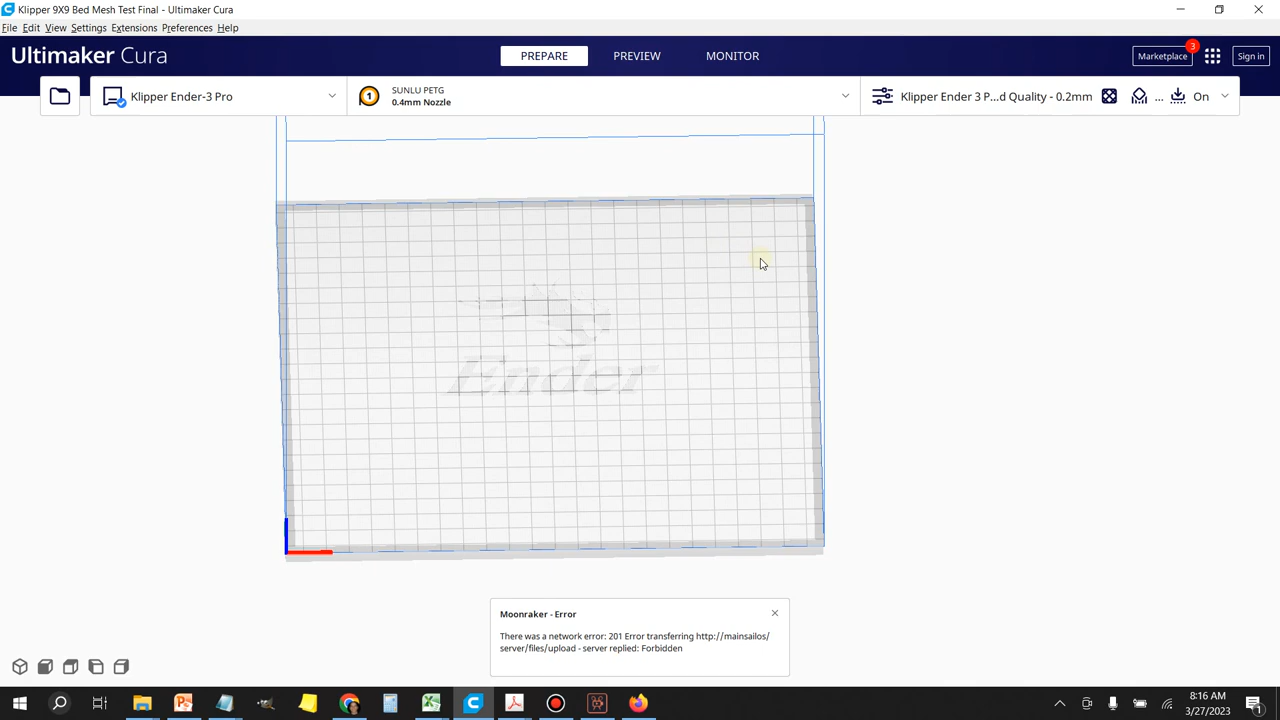 Klipper 9X9 Bed Mesh Test Final - Ultimaker Cura
File Edit View Settings Extensions Preferences Help
Ultimaker Cura
PREPARE
PREVIEW
MONITOR
Marketplace
3
Sign in
Klipper Ender-3 Pro
1
SUNLU PETG
0.4mm Nozzle
Klipper Ender 3 P...d Quality - 0.2mm
...
On
Ender
Moonraker - Error
There was a network error: 201 Error transferring http://mainsailos/
server/files/upload - server replied: Forbidden
8:16 AM
3/27/2023
1